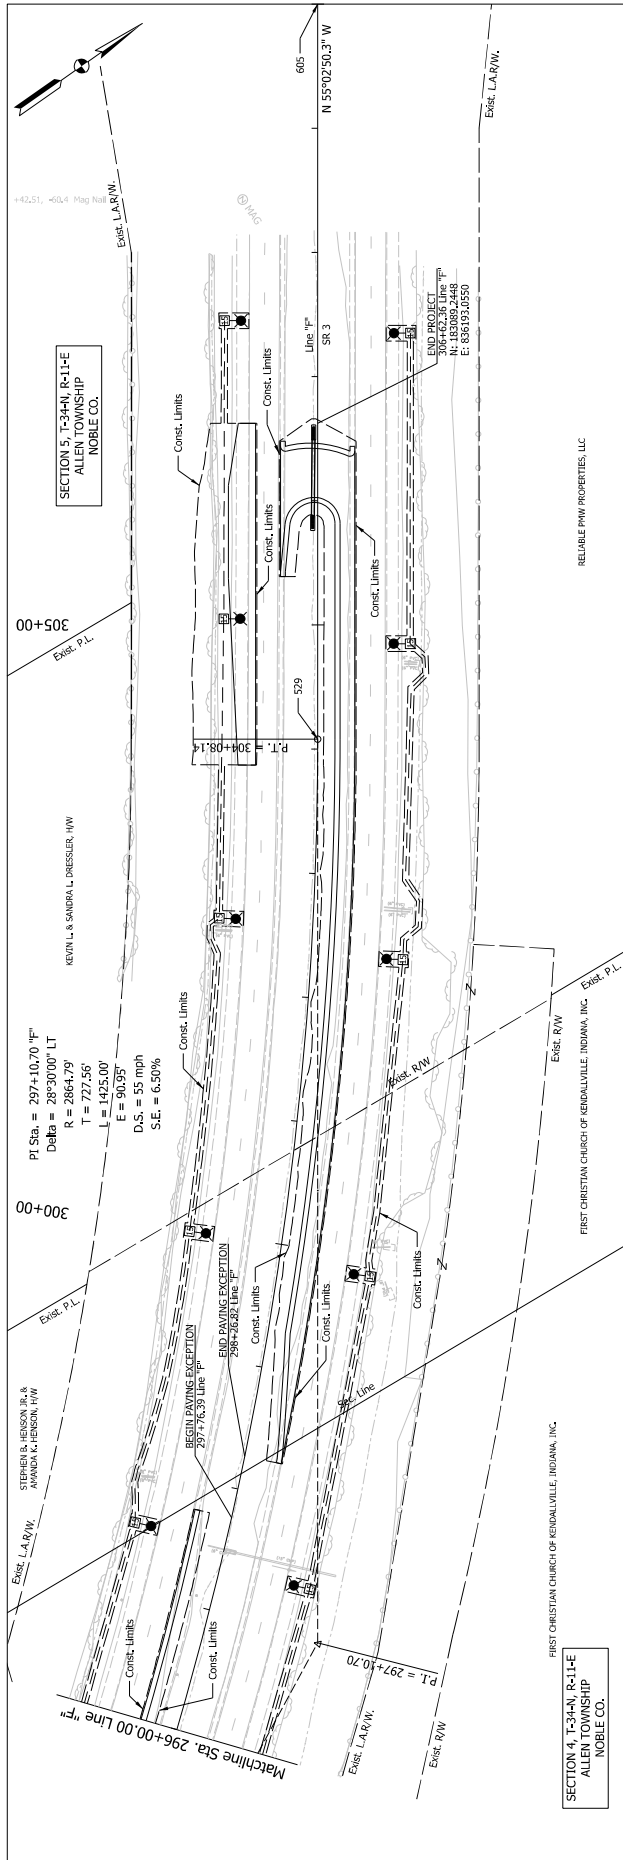 605
N 55°02'50.3" W
Exist. L.A.R/W.
+42.51, -60.4 Mag Nail
MAG
Exist. L.A.R/W.
Line "F"
SR 3
END PROJECT
306+62.36 Line "F"
N: 183089.2448
E: 836193.0550
SECTION 5, T-34-N, R-11-E
ALLEN TOWNSHIP
NOBLE CO.
Const. Limits
Const. Limits
Const. Limits
Const. Limits
RELIABLE PMW PROPERTIES, LLC
305+00
Exist. P.L.
529
P.T. = 304+08.14
KEVIN L. & SANDRA L. DRESSLER, H/W
PI Sta. = 297+10.70 "F"
Delta = 28°30'00" LT
R = 2864.79'
T = 727.56'
L = 1425.00'
E = 90.95'
D.S. = 55 mph
S.E. = 6.50%
Const. Limits
Exist. R/W
Exist. R/W
Exist. P.L.
FIRST CHRISTIAN CHURCH OF KENDALLVILLE, INDIANA, INC.
300+00
Exist. P.L.
END PAVING EXCEPTION
298+26.82 Line "F"
BEGIN PAVING EXCEPTION
297+76.39 Line "F"
Const. Limits
Const. Limits
Const. Limits
Sec. Line
STEPHEN B. HENSON JR. &
AMANDA K. HENSON, H/W
Exist. L.A.R/W.
Const. Limits
Const. Limits
P.I. = 297+10.70
FIRST CHRISTIAN CHURCH OF KENDALLVILLE, INDIANA, INC.
Matchline Sta. 296+00.00 Line "F"
Exist. L.A.R/W.
Exist. R/W
SECTION 4, T-34-N, R-11-E
ALLEN TOWNSHIP
NOBLE CO.